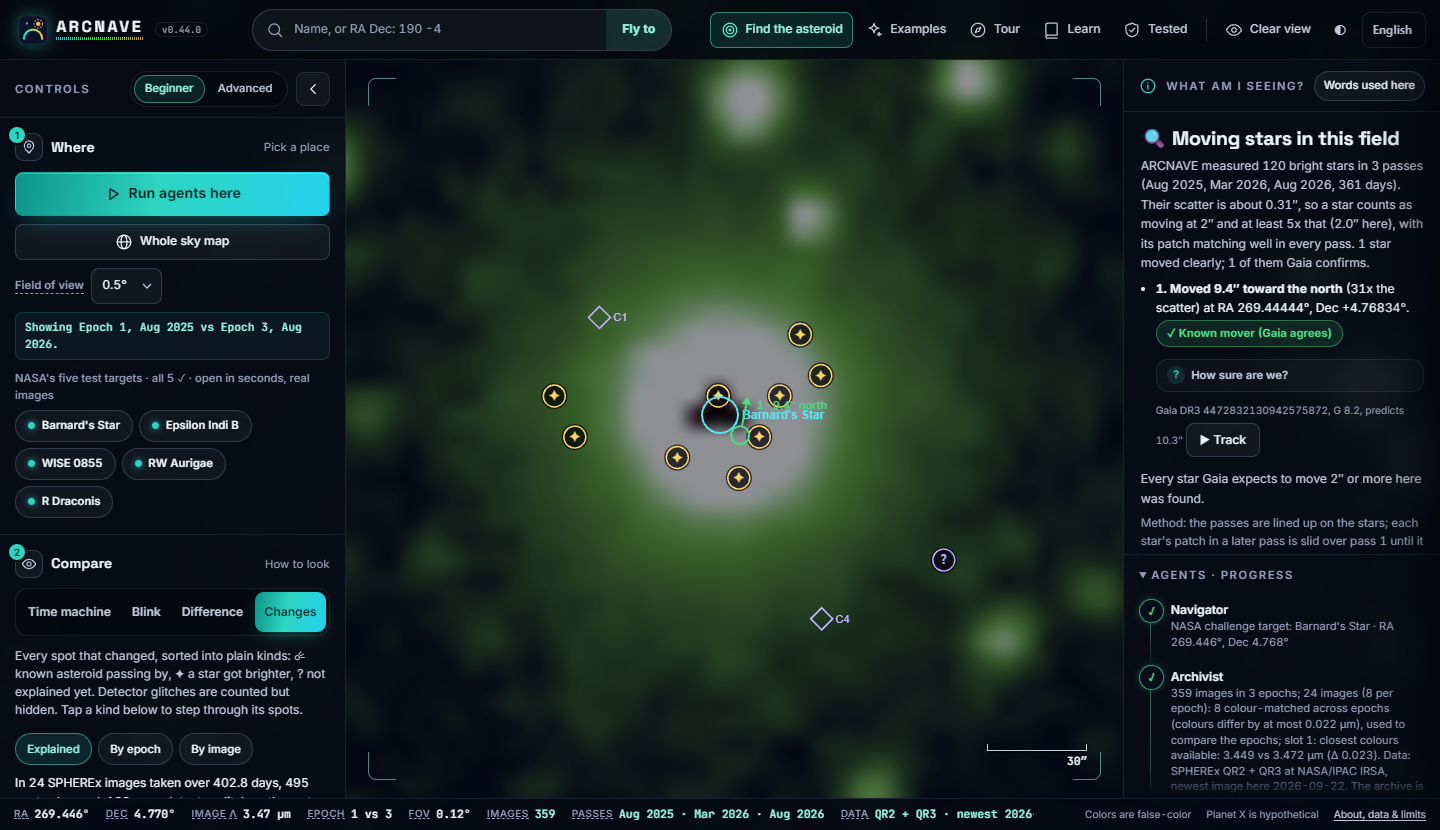 ARCNAVE v0.44.0 Name, or RA Dec: 190 -4 Fly to Find the asteroid Examples Tour Learn Tested Clear view English
CONTROLS Beginner Advanced
1 Where Pick a place
Run agents here
Whole sky map
Field of view 0.5°
Showing Epoch 1, Aug 2025 vs Epoch 3, Aug
2026.
NASA's five test targets · all 5 ✓ · open in seconds, real
images
Barnard's Star Epsilon Indi B
WISE 0855 RW Aurigae
R Draconis
2 Compare How to look
Time machine Blink Difference Changes
Every spot that changed, sorted into plain kinds:
known asteroid passing by, ✦ a star got brighter, ? not
explained yet. Detector glitches are counted but
hidden. Tap a kind below to step through its spots.
Explained By epoch By image
In 24 SPHEREx images taken over 402.8 days, 495
C1
1 · 9.4″ north
Barnard's Star
?
C4
30″
WHAT AM I SEEING? Words used here
Moving stars in this field
ARCNAVE measured 120 bright stars in 3 passes
(Aug 2025, Mar 2026, Aug 2026, 361 days).
Their scatter is about 0.31″, so a star counts as
moving at 2″ and at least 5x that (2.0″ here), with
its patch matching well in every pass. 1 star
moved clearly; 1 of them Gaia confirms.
• 1. Moved 9.4″ toward the north (31x the
scatter) at RA 269.44444°, Dec +4.76834°.
✓ Known mover (Gaia agrees)
? How sure are we?
Gaia DR3 4472832130942575872, G 8.2, predicts
10.3″ ▶ Track
Every star Gaia expects to move 2″ or more here
was found.
Method: the passes are lined up on the stars; each
star's patch in a later pass is slid over pass 1 until it
▼ AGENTS · PROGRESS
✓ Navigator
NASA challenge target: Barnard's Star · RA
269.446°, Dec 4.768°
✓ Archivist
359 images in 3 epochs; 24 images (8 per
epoch): 8 colour-matched across epochs
(colours differ by at most 0.022 µm), used to
compare the epochs; slot 1: closest colours
available: 3.449 vs 3.472 µm (Δ 0.023). Data:
SPHEREx QR2 + QR3 at NASA/IPAC IRSA,
newest image here 2026-09-22. The archive is
RA 269.446° DEC 4.770° IMAGE Λ 3.47 µm EPOCH 1 vs 3 FOV 0.12° IMAGES 359 PASSES Aug 2025 · Mar 2026 · Aug 2026 DATA QR2 + QR3 · newest 2026 Colors are false-color Planet X is hypothetical About, data & limits